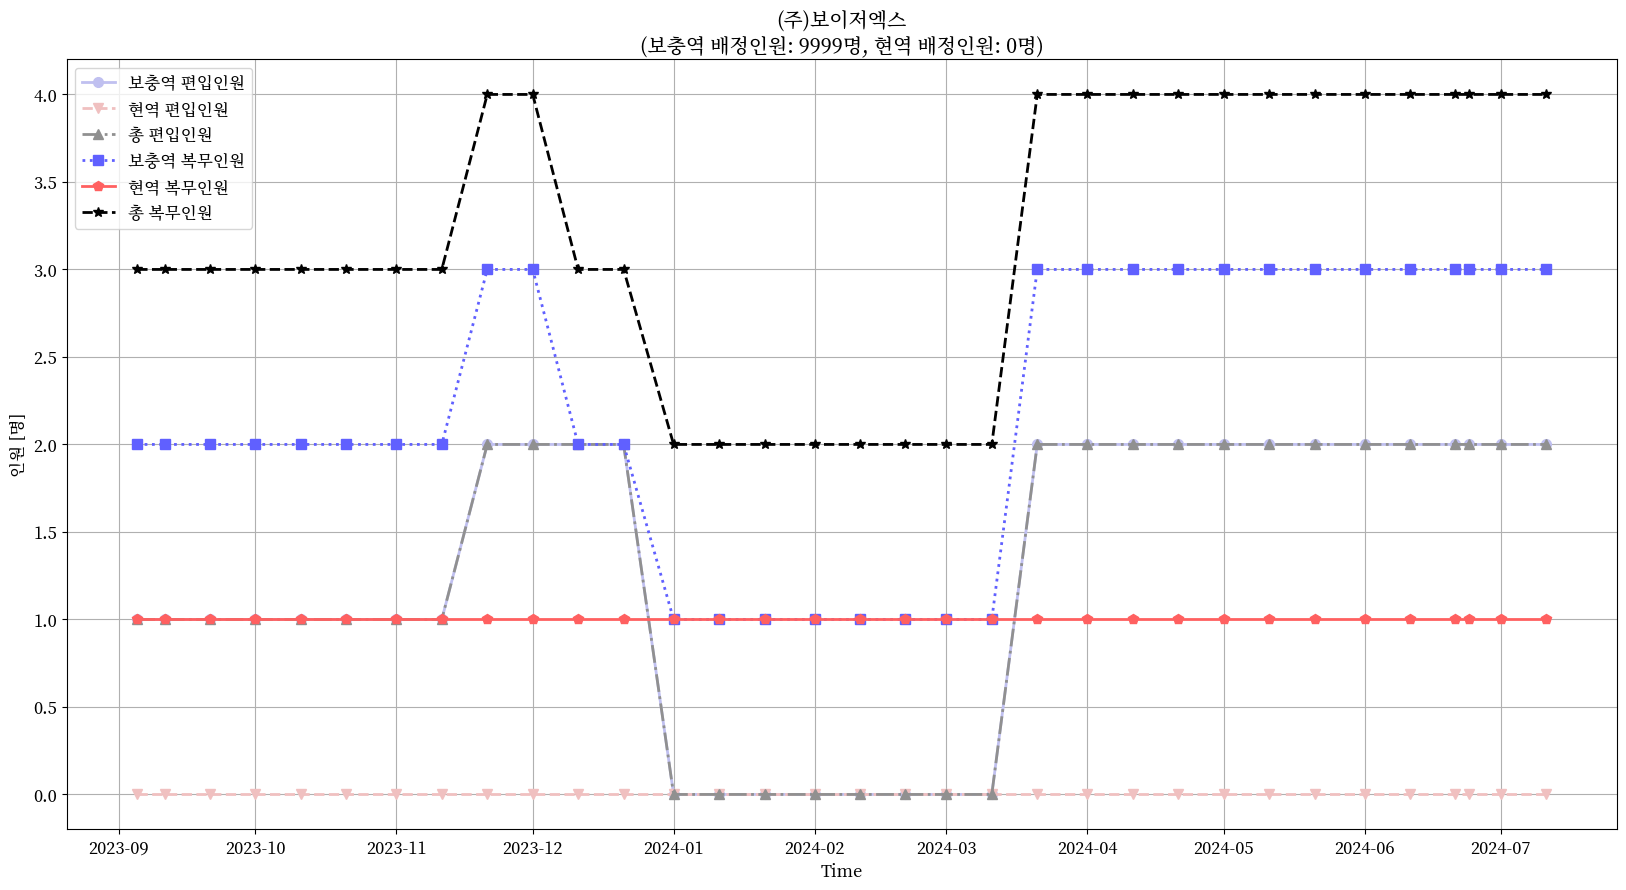 (주)보이저엑스
(보충역 배정인원: 9999명, 현역 배정인원: 0명)
보충역 편입인원
현역 편입인원
총 편입인원
보충역 복무인원
현역 복무인원
총 복무인원
4.0
3.5
3.0
2.5
2.0
1.5
1.0
0.5
0.0
인원 [명]
2023-09 2023-10 2023-11 2023-12 2024-01 2024-02 2024-03 2024-04 2024-05 2024-06 2024-07
Time